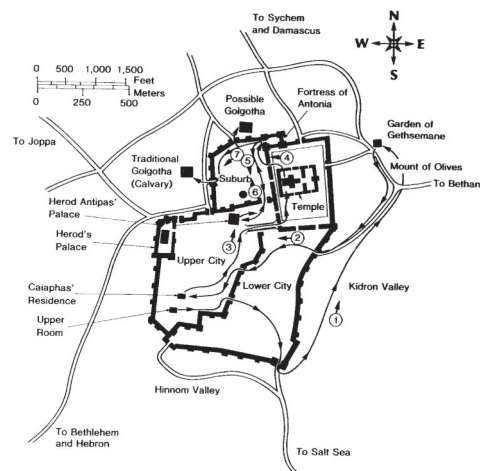 To Sychem
and Damascus
N
W E
S
0 500 1,000 1,500
Feet
Meters
0 250 500
Possible
Golgotha
Fortress of
Antonia
Garden of
Gethsemane
To Joppa
Traditional
Golgotha
(Calvary)
7
5
4
Mount of Olives
Suburb
To Bethan
6
Temple
Herod Antipas'
Palace
Herod's
Palace
3
2
Upper City
Caiaphas'
Residence
Lower City
Kidron Valley
Upper
Room
1
Hinnom Valley
To Bethlehem
and Hebron
To Salt Sea